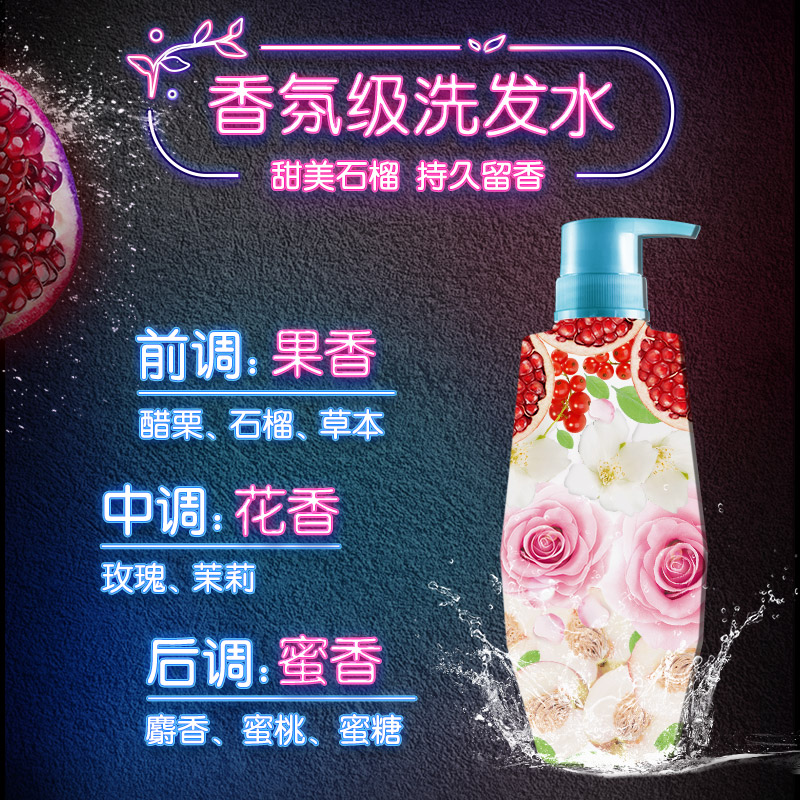 香氛级洗发水
甜美石榴 持久留香
前调：果香
醋栗、石榴、草本
中调：花香
玫瑰、茉莉
后调：蜜香
麝香、蜜桃、蜜糖